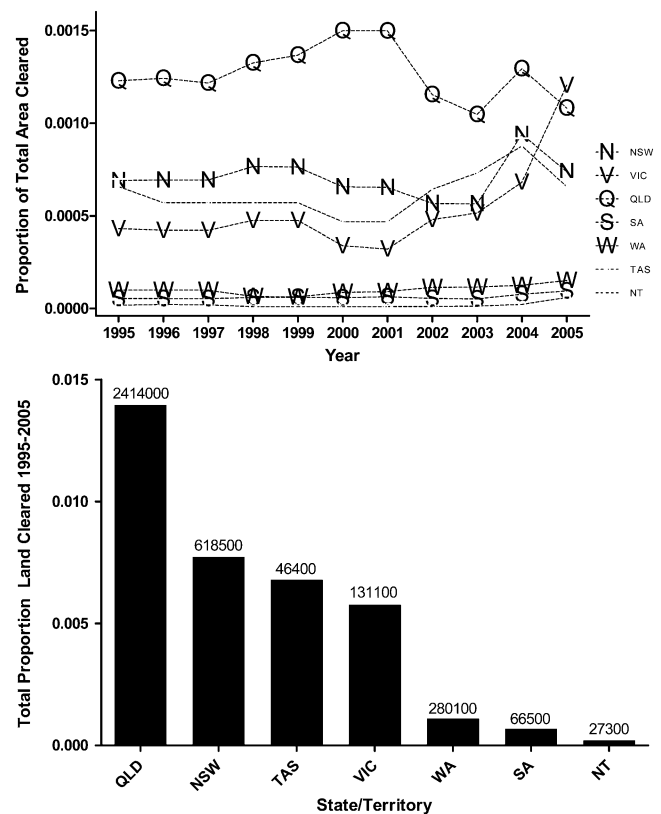 Proportion of Total Area Cleared
0.0015
0.0010
0.0005
0.0000
1995 1996 1997 1998 1999 2000 2001 2002 2003 2004 2005
Year
N NSW
V VIC
Q QLD
S SA
W WA
TAS
NT
Total Proportion Land Cleared 1995-2005
0.015
0.010
0.005
0.000
2414000
618500
46400
131100
280100
66500
27300
QLD NSW TAS VIC WA SA NT
State/Territory